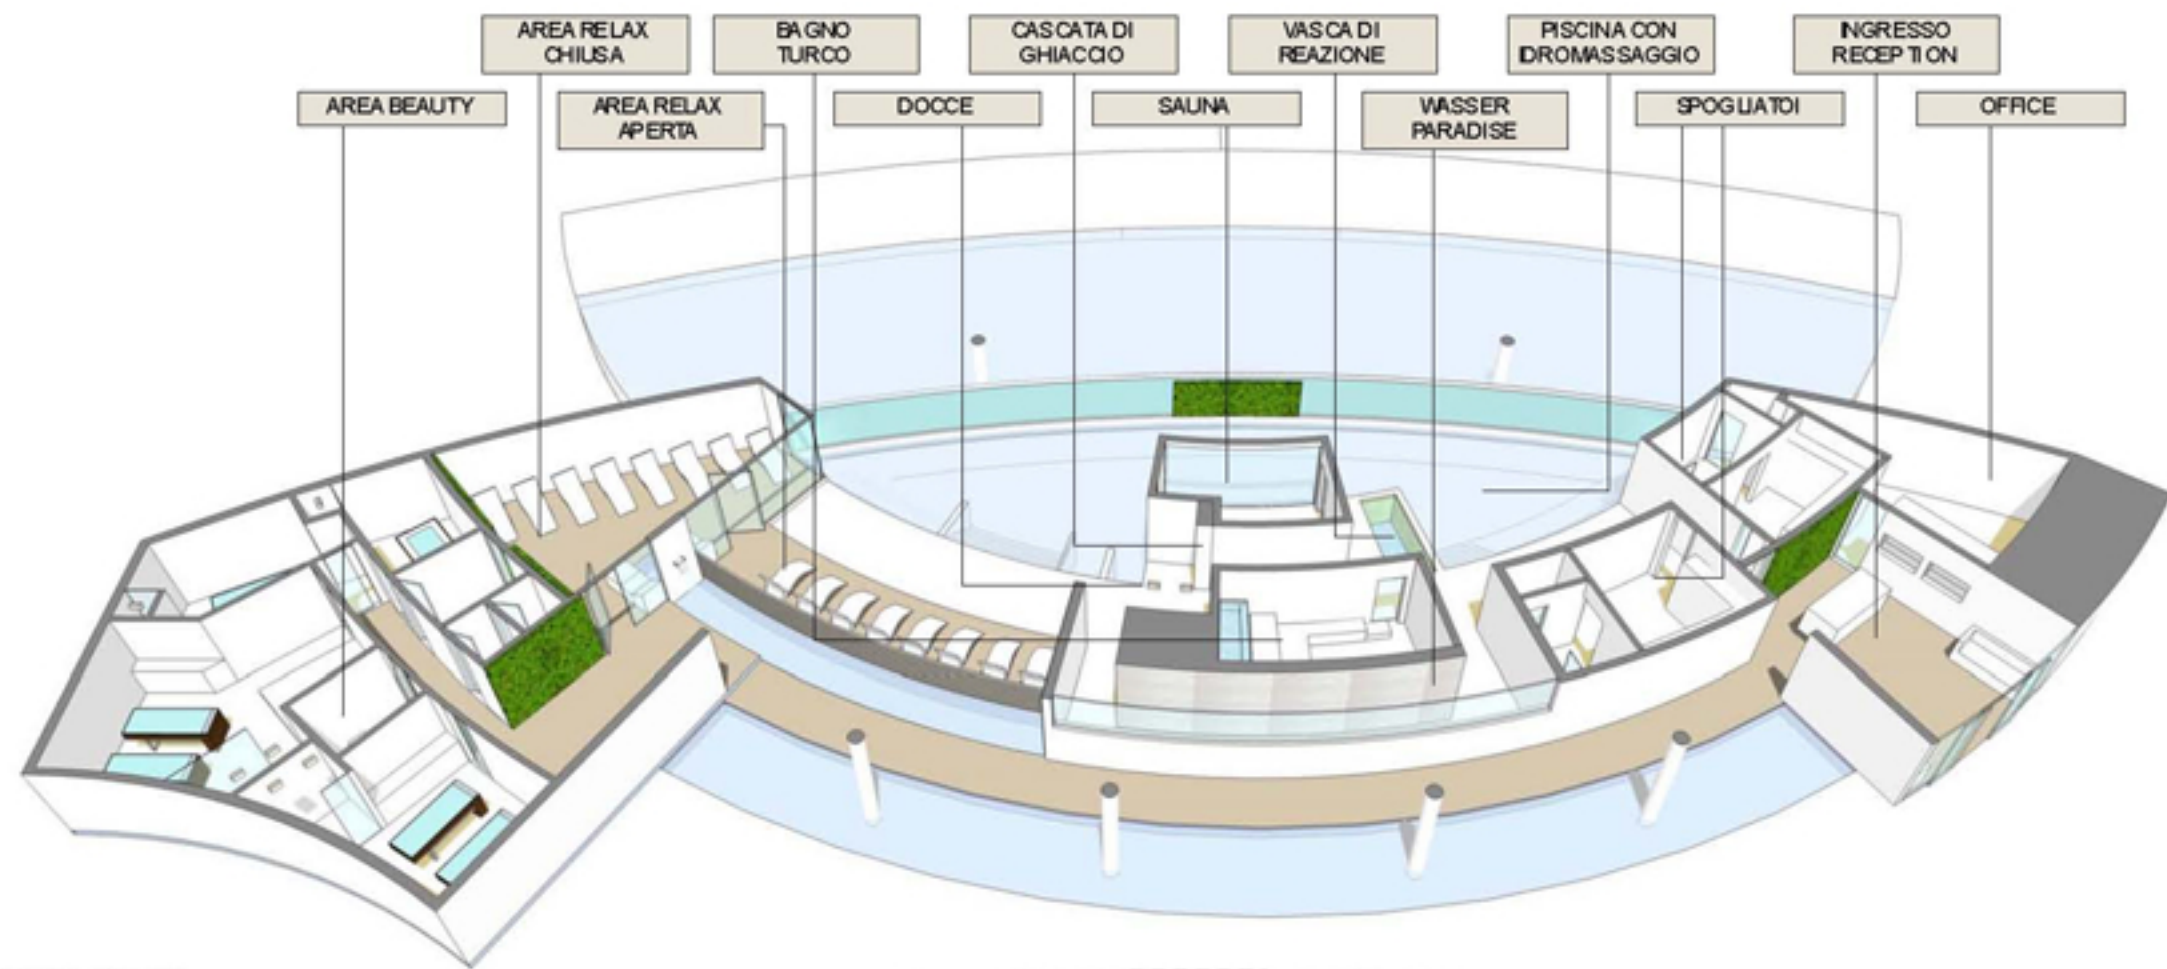 AREA RELAX
CHIUSA
BAGNO
TURCO
CASCATA DI
GHIACCIO
VASCA DI
REAZIONE
PISCINA CON
IDROMASSAGGIO
INGRESSO
RECEPTION
AREA BEAUTY
AREA RELAX
APERTA
DOCCE
SAUNA
WASSER
PARADISE
SPOGLIATOI
OFFICE